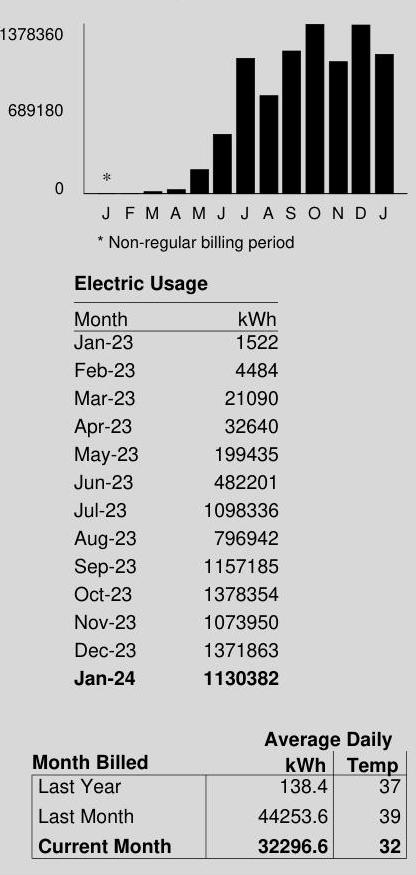 1378360
689180
0
*
J F M A M J J A S O N D J
* Non-regular billing period
Electric Usage
Month kWh
Jan-23 1522
Feb-23 4484
Mar-23 21090
Apr-23 32640
May-23 199435
Jun-23 482201
Jul-23 1098336
Aug-23 796942
Sep-23 1157185
Oct-23 1378354
Nov-23 1073950
Dec-23 1371863
Jan-24 1130382
Average Daily
Month Billed kWh Temp
Last Year 138.4 37
Last Month 44253.6 39
Current Month 32296.6 32